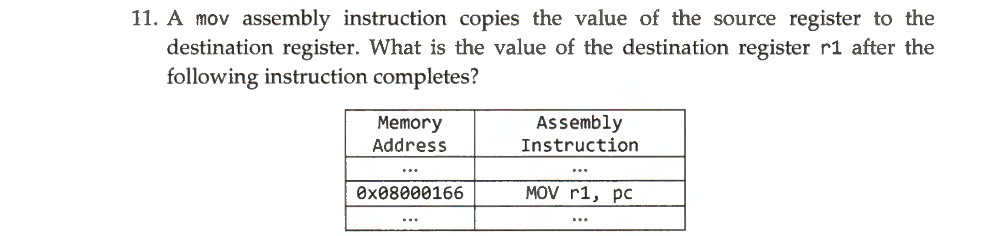 11. A mov assembly instruction copies the value of the source register to the
destination register. What is the value of the destination register r1 after the
following instruction completes?
Memory Address Assembly Instruction
... ...
0x08000166 MOV r1, pc
... ...